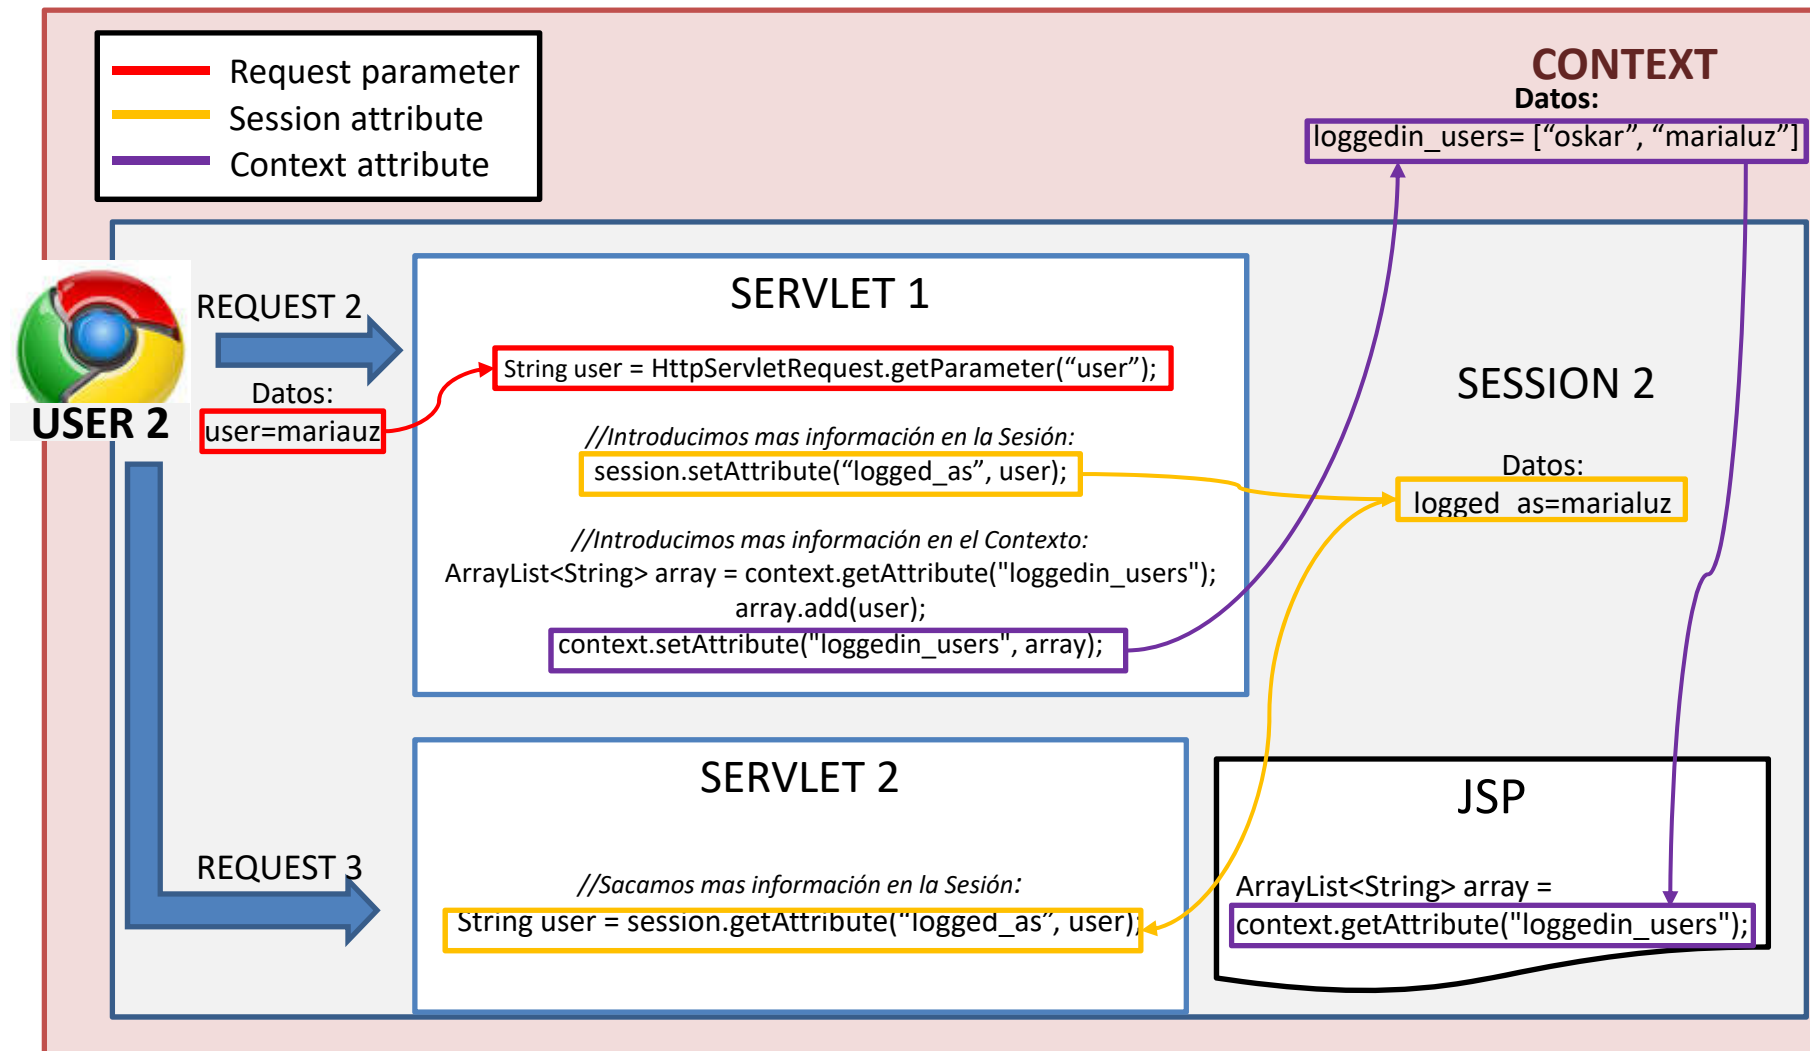 Request parameter
Session attribute
Context attribute
CONTEXT
Datos:
loggedin_users= [“oskar”, “marialuz”]
USER 2
REQUEST 2
Datos:
user=mariauz
SERVLET 1
String user = HttpServletRequest.getParameter(“user”);
//Introducimos mas información en la Sesión:
session.setAttribute(“logged_as”, user);
//Introducimos mas información en el Contexto:
ArrayList<String> array = context.getAttribute("loggedin_users");
array.add(user);
context.setAttribute("loggedin_users", array);
SESSION 2
Datos:
logged_as=marialuz
REQUEST 3
SERVLET 2
//Sacamos mas información en la Sesión:
String user = session.getAttribute(“logged_as”, user);
JSP
ArrayList<String> array =
context.getAttribute("loggedin_users");